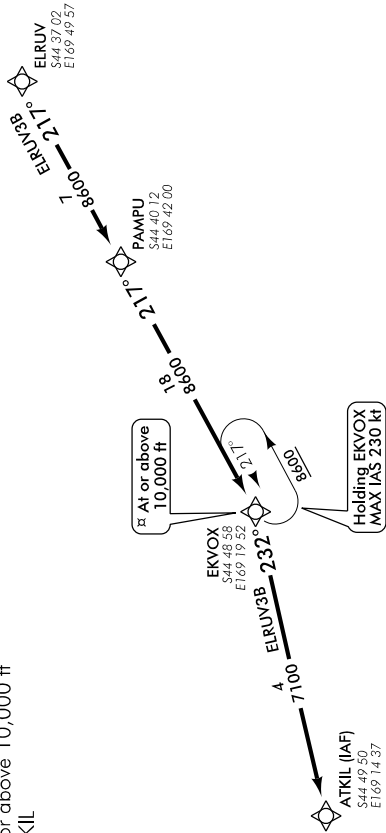 or above 10,000 ft
KIL
ELRUV
S44 37 02
E169 49 57
217°
ELRUV3B
7
8600
PAMPU
S44 40 12
E169 42 00
217°
18
8600
¤ At or above
10,000 ft
217°
8600
EKVOX
S44 48 58
E169 19 52
Holding EKVOX
MAX IAS 230 kt
232°
ELRUV3B
4
7100
ATKIL (IAF)
S44 49 50
E169 14 37